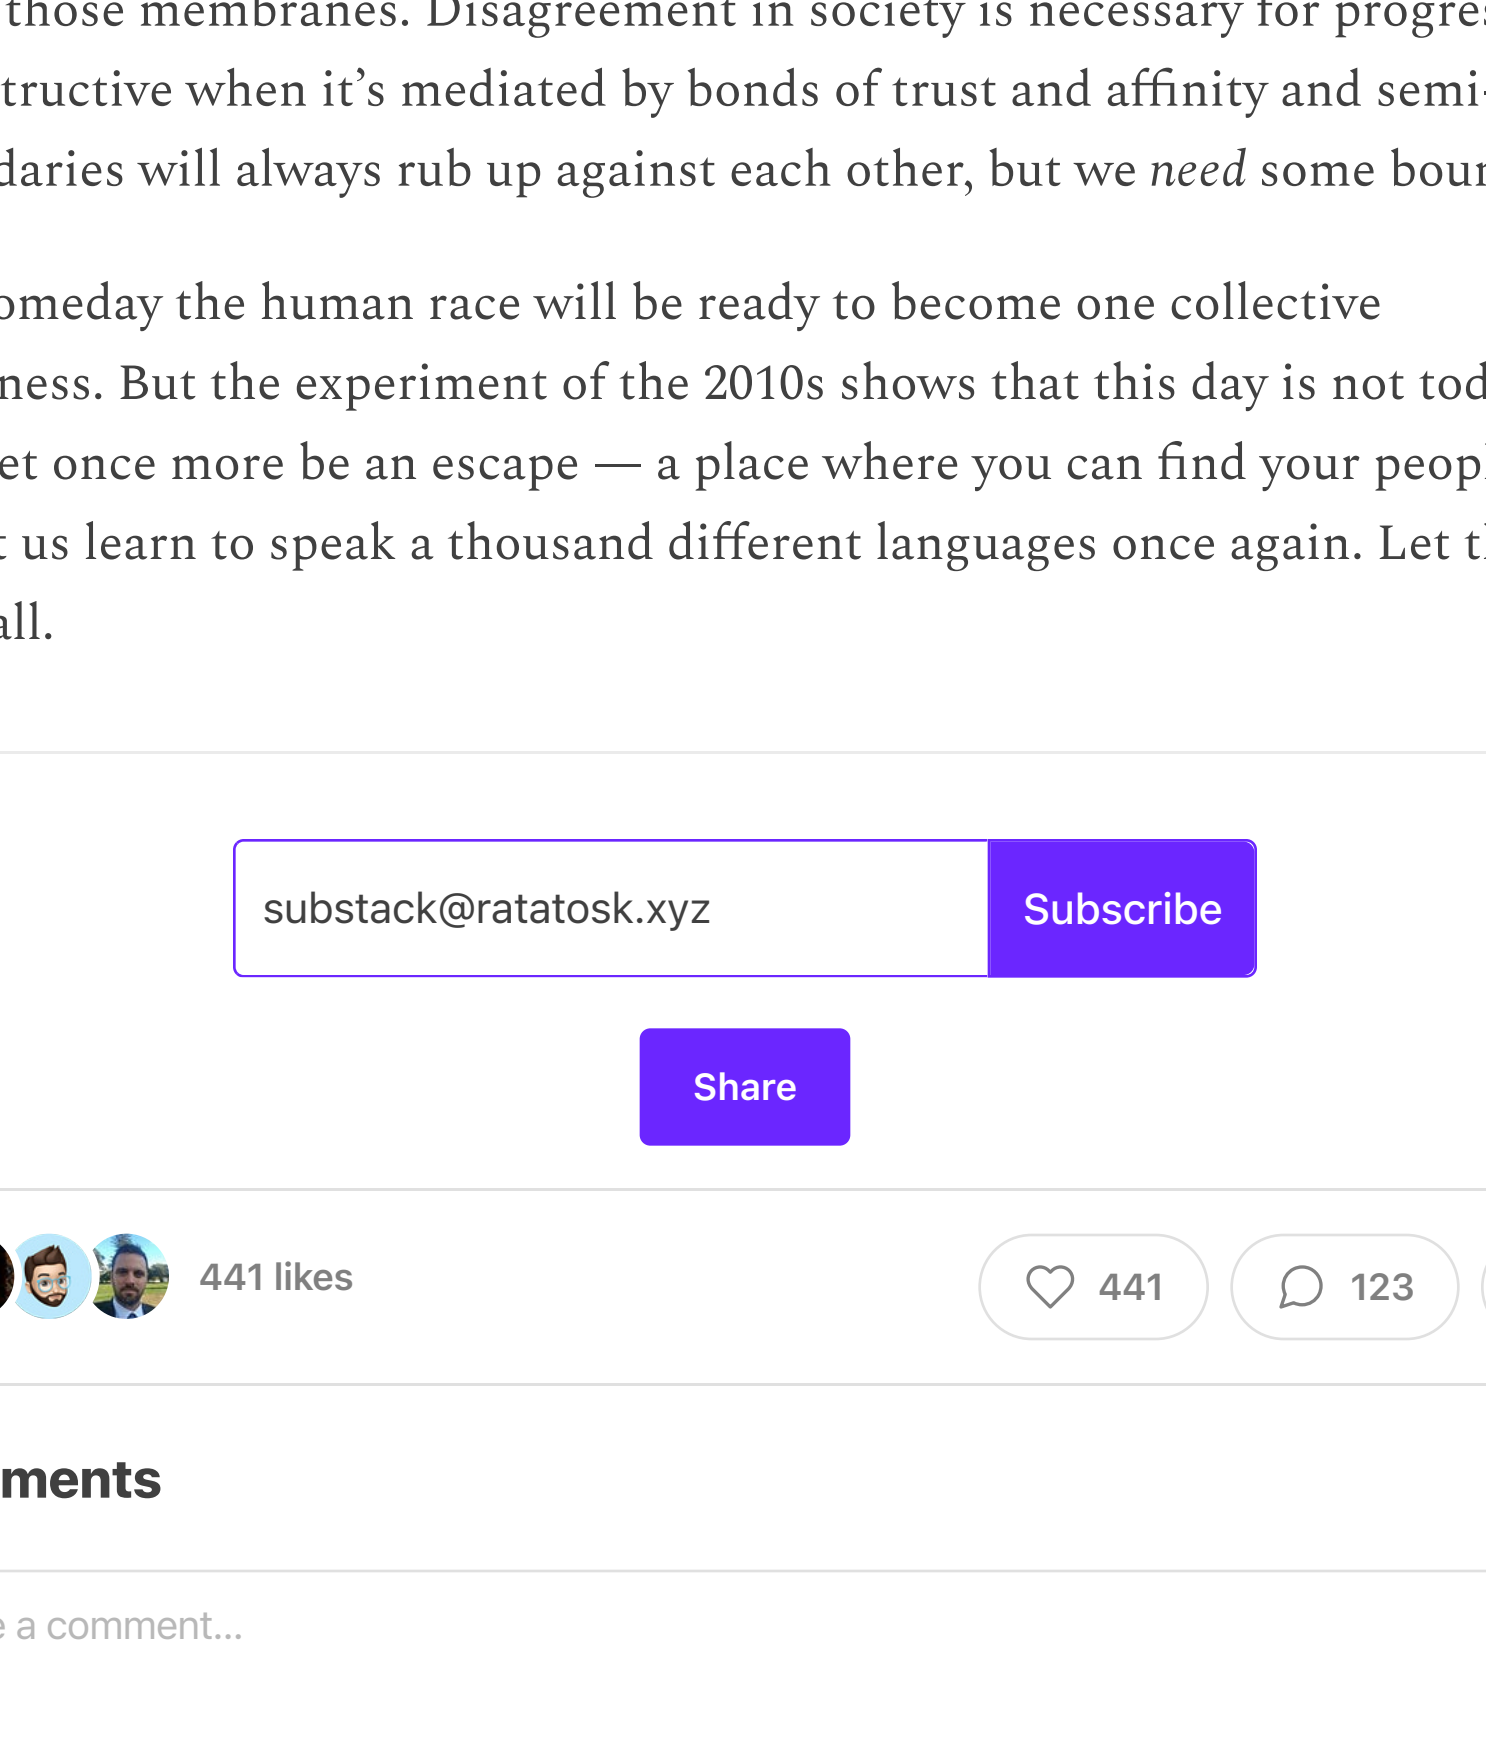 those membranes. Disagreement in society is necessary for
tructive when it’s mediated by bonds of trust and affinity and semi-
daries will always rub up against each other, but we need some
omeday the human race will be ready to become one collective
ness. But the experiment of the 2010s shows that this day is not
et once more be an escape — a place where you can find your
t us learn to speak a thousand different languages once again. Let
all.
substack@ratatosk.xyz Subscribe
Share
441 likes 441 123
ments
e a comment...